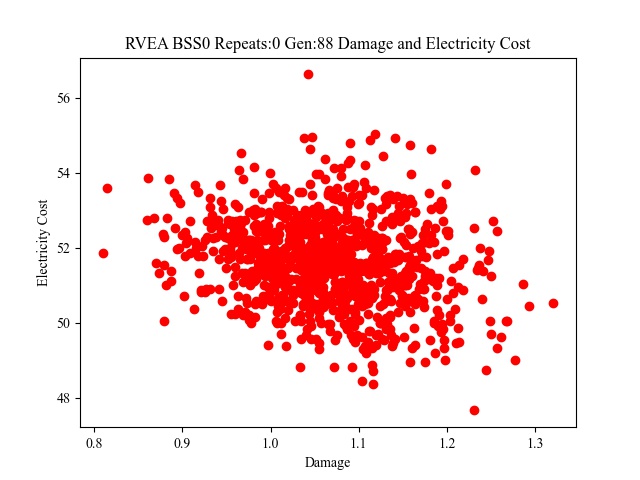 RVEA BSS0 Repeats:0 Gen:88 Damage and Electricity Cost
56
54
52
50
48
Electricity Cost
0.8 0.9 1.0 1.1 1.2 1.3
Damage